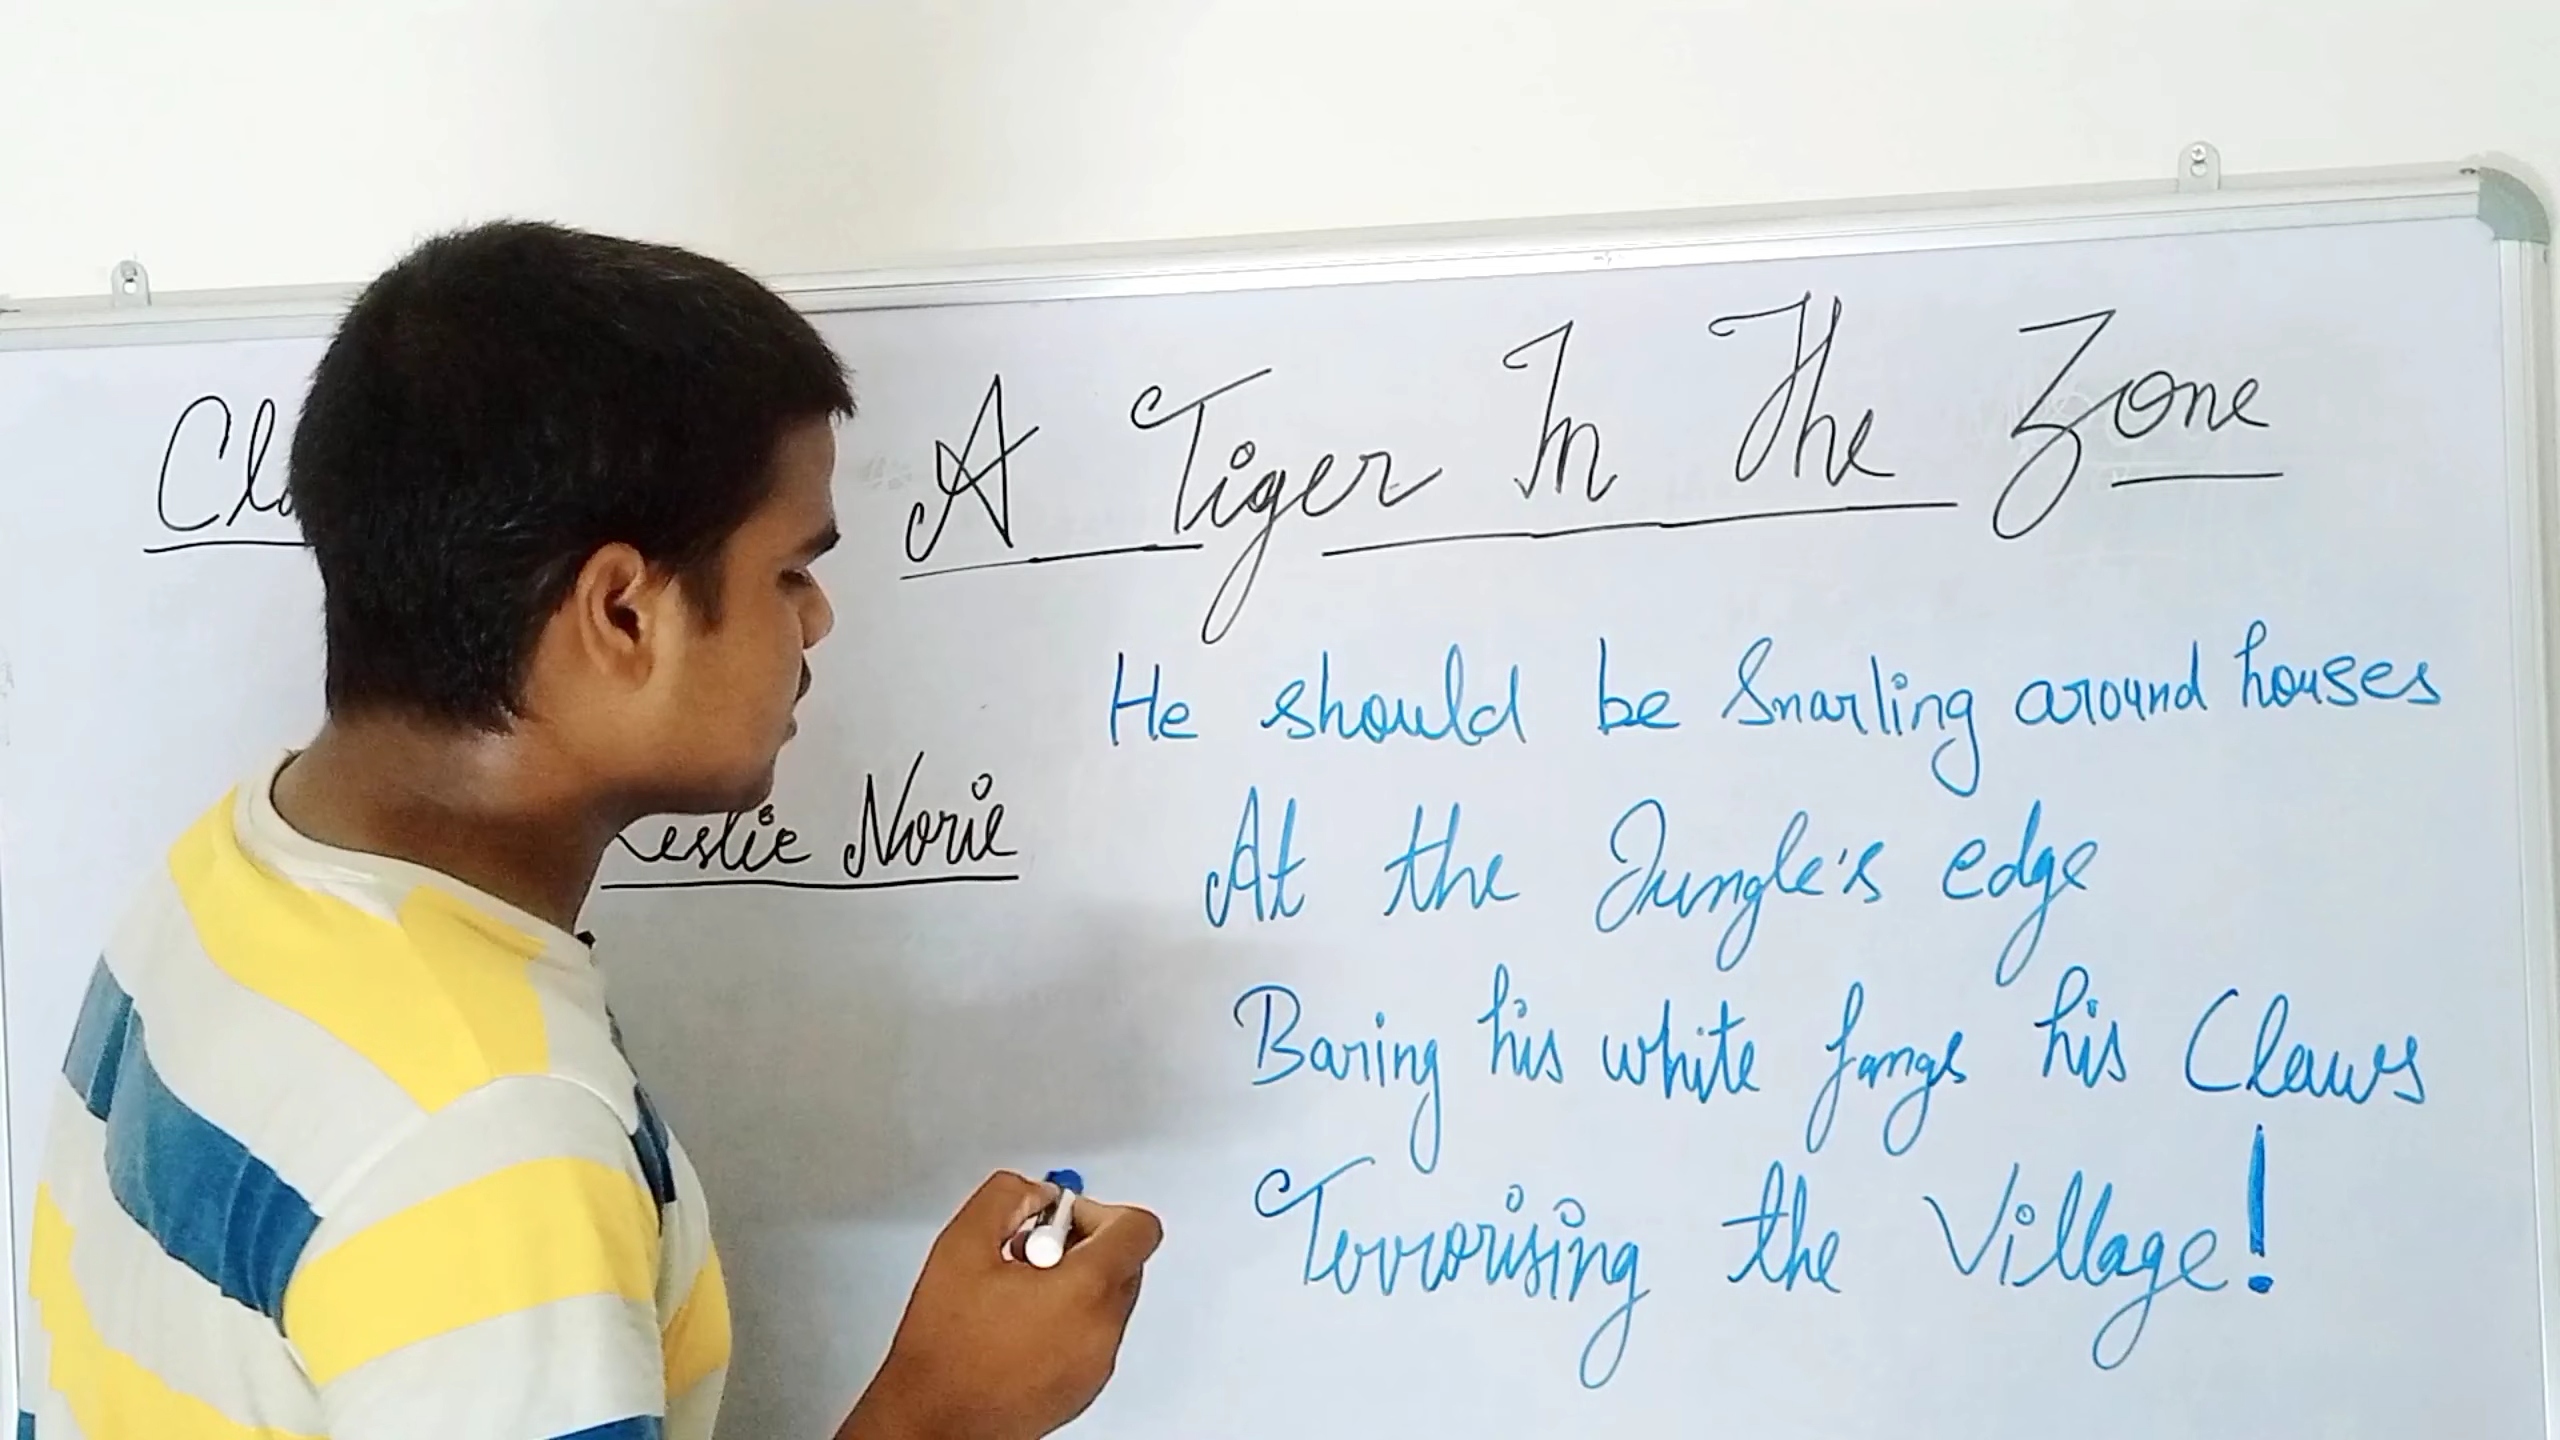 A Tiger In The Zone
Leslie Norie
He should be Snarling around houses
At the Jungle's edge
Baring his white fangs his Claws
Terrorising the Village!